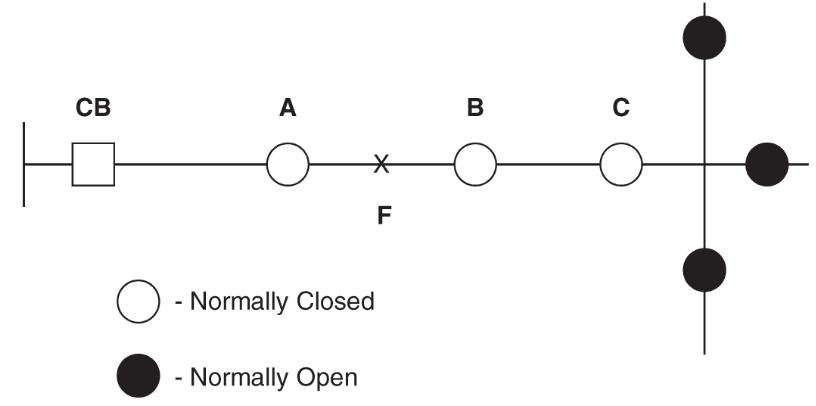 CB A B C
X
F
- Normally Closed
- Normally Open